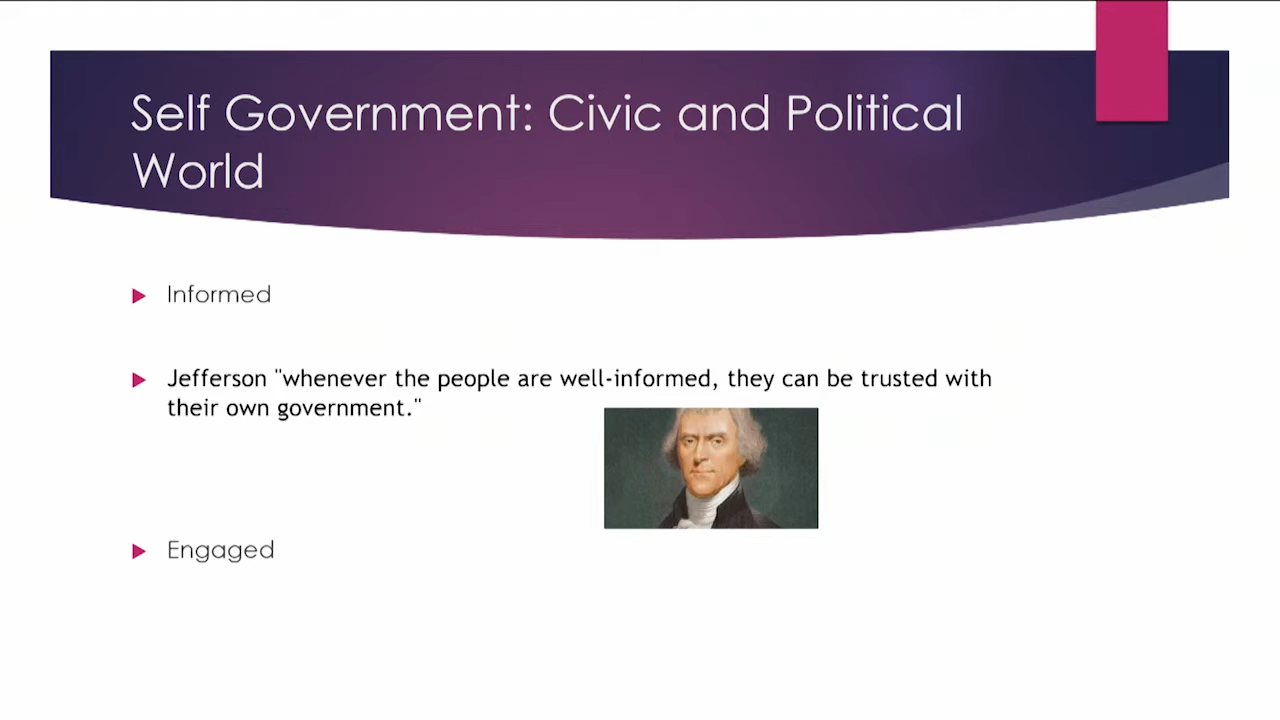 Self Government: Civic and Political
World
Informed
Jefferson "whenever the people are well-informed, they can be trusted with
their own government."
Engaged